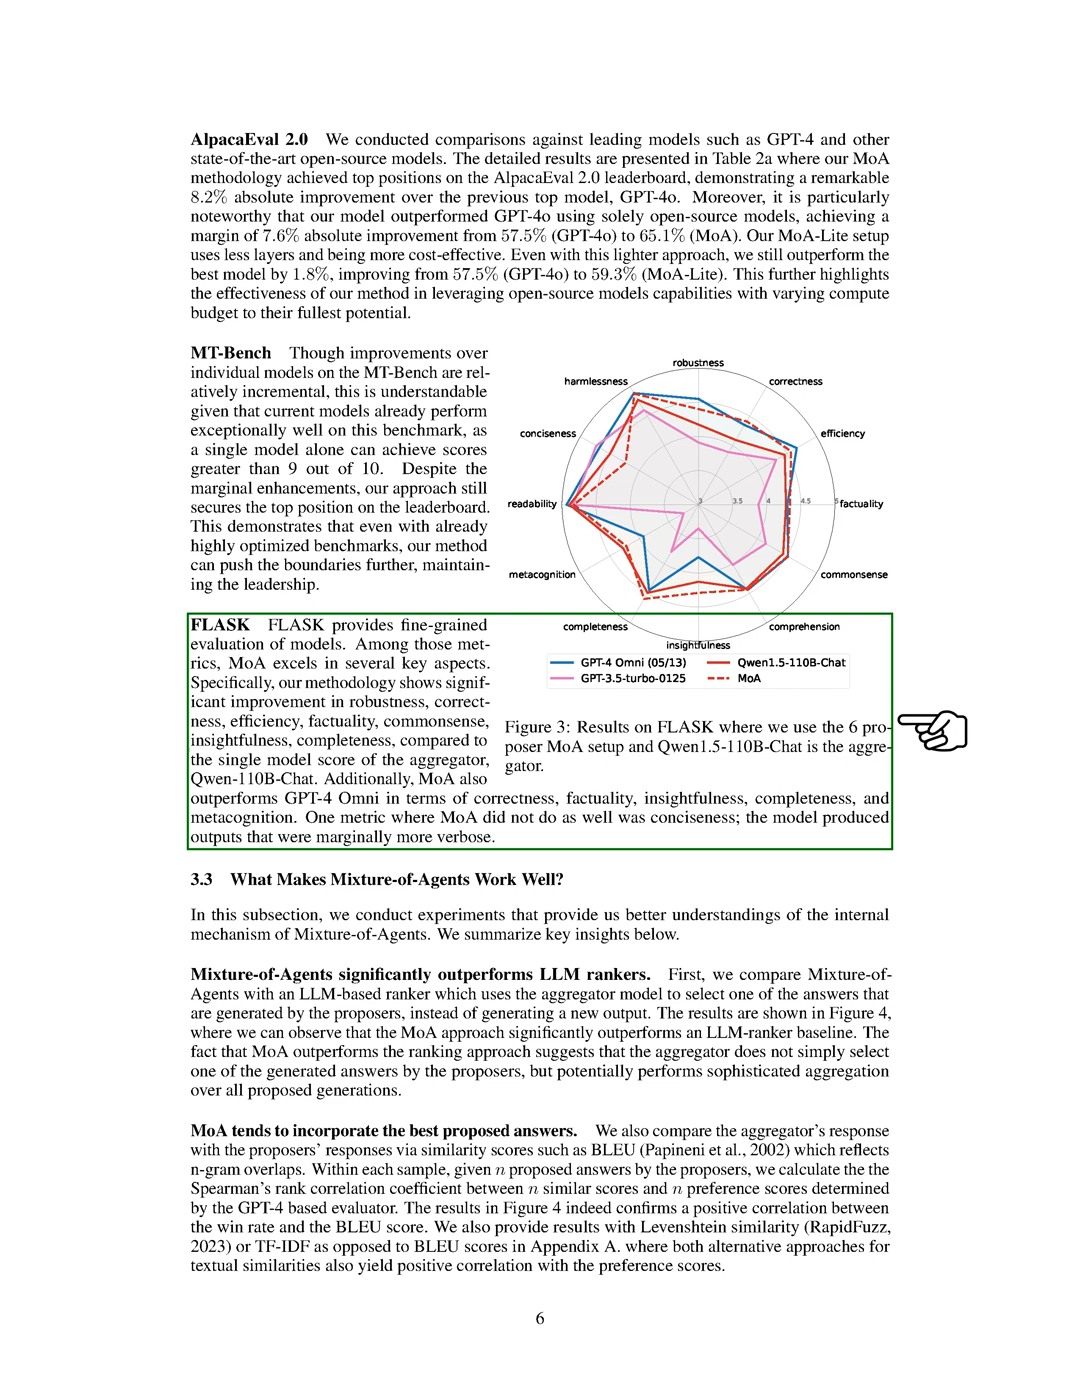 AlpacaEval 2.0 We conducted comparisons against leading models such as GPT-4 and other
state-of-the-art open-source models. The detailed results are presented in Table 2a where our MoA
methodology achieved top positions on the AlpacaEval 2.0 leaderboard, demonstrating a remarkable
8.2% absolute improvement over the previous top model, GPT-4o. Moreover, it is particularly
noteworthy that our model outperformed GPT-4o using solely open-source models, achieving a
margin of 7.6% absolute improvement from 57.5% (GPT-4o) to 65.1% (MoA). Our MoA-Lite setup
uses less layers and being more cost-effective. Even with this lighter approach, we still outperform the
best model by 1.8%, improving from 57.5% (GPT-4o) to 59.3% (MoA-Lite). This further highlights
the effectiveness of our method in leveraging open-source models capabilities with varying compute
budget to their fullest potential.
MT-Bench Though improvements over
individual models on the MT-Bench are rel-
atively incremental, this is understandable
given that current models already perform
exceptionally well on this benchmark, as
a single model alone can achieve scores
greater than 9 out of 10. Despite the
marginal enhancements, our approach still
secures the top position on the leaderboard.
This demonstrates that even with already
highly optimized benchmarks, our method
can push the boundaries further, maintain-
ing the leadership.
robustness
harmlessness
correctness
conciseness
efficiency
readability
3 3.5 4 4.5 5
factuality
metacognition
commonsense
completeness
comprehension
insightfulness
GPT-4 Omni (05/13)
Qwen1.5-110B-Chat
GPT-3.5-turbo-0125
MoA
Figure 3: Results on FLASK where we use the 6 pro-
poser MoA setup and Qwen1.5-110B-Chat is the aggre-
gator.
FLASK FLASK provides fine-grained
evaluation of models. Among those met-
rics, MoA excels in several key aspects.
Specifically, our methodology shows signif-
icant improvement in robustness, correct-
ness, efficiency, factuality, commonsense,
insightfulness, completeness, compared to
the single model score of the aggregator,
Qwen-110B-Chat. Additionally, MoA also
outperforms GPT-4 Omni in terms of correctness, factuality, insightfulness, completeness, and
metacognition. One metric where MoA did not do as well was conciseness; the model produced
outputs that were marginally more verbose.
3.3 What Makes Mixture-of-Agents Work Well?
In this subsection, we conduct experiments that provide us better understandings of the internal
mechanism of Mixture-of-Agents. We summarize key insights below.
Mixture-of-Agents significantly outperforms LLM rankers. First, we compare Mixture-of-
Agents with an LLM-based ranker which uses the aggregator model to select one of the answers that
are generated by the proposers, instead of generating a new output. The results are shown in Figure 4,
where we can observe that the MoA approach significantly outperforms an LLM-ranker baseline. The
fact that MoA outperforms the ranking approach suggests that the aggregator does not simply select
one of the generated answers by the proposers, but potentially performs sophisticated aggregation
over all proposed generations.
MoA tends to incorporate the best proposed answers. We also compare the aggregator's response
with the proposers' responses via similarity scores such as BLEU (Papineni et al., 2002) which reflects
n-gram overlaps. Within each sample, given n proposed answers by the proposers, we calculate the the
Spearman's rank correlation coefficient between n similar scores and n preference scores determined
by the GPT-4 based evaluator. The results in Figure 4 indeed confirms a positive correlation between
the win rate and the BLEU score. We also provide results with Levenshtein similarity (RapidFuzz,
2023) or TF-IDF as opposed to BLEU scores in Appendix A. where both alternative approaches for
textual similarities also yield positive correlation with the preference scores.
6